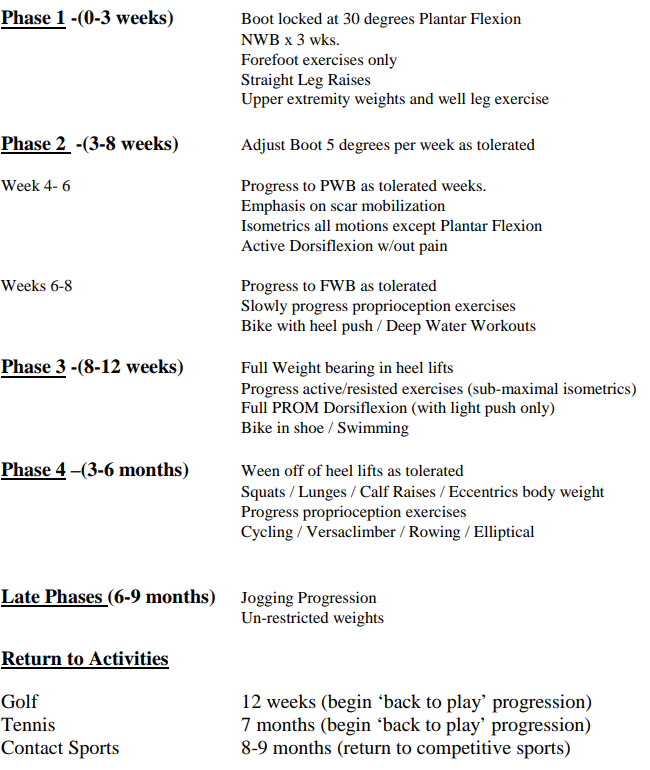 Phase 1 -(0-3 weeks) Boot locked at 30 degrees Plantar Flexion
NWB x 3 wks.
Forefoot exercises only
Straight Leg Raises
Upper extremity weights and well leg exercise
Phase 2 -(3-8 weeks) Adjust Boot 5 degrees per week as tolerated
Week 4- 6 Progress to PWB as tolerated weeks.
Emphasis on scar mobilization
Isometrics all motions except Plantar Flexion
Active Dorsiflexion w/out pain
Weeks 6-8 Progress to FWB as tolerated
Slowly progress proprioception exercises
Bike with heel push / Deep Water Workouts
Phase 3 -(8-12 weeks) Full Weight bearing in heel lifts
Progress active/resisted exercises (sub-maximal isometrics)
Full PROM Dorsiflexion (with light push only)
Bike in shoe / Swimming
Phase 4 –(3-6 months) Ween off of heel lifts as tolerated
Squats / Lunges / Calf Raises / Eccentrics body weight
Progress proprioception exercises
Cycling / Versaclimber / Rowing / Elliptical
Late Phases (6-9 months) Jogging Progression
Un-restricted weights
Return to Activities
Golf 12 weeks (begin ‘back to play’ progression)
Tennis 7 months (begin ‘back to play’ progression)
Contact Sports 8-9 months (return to competitive sports)